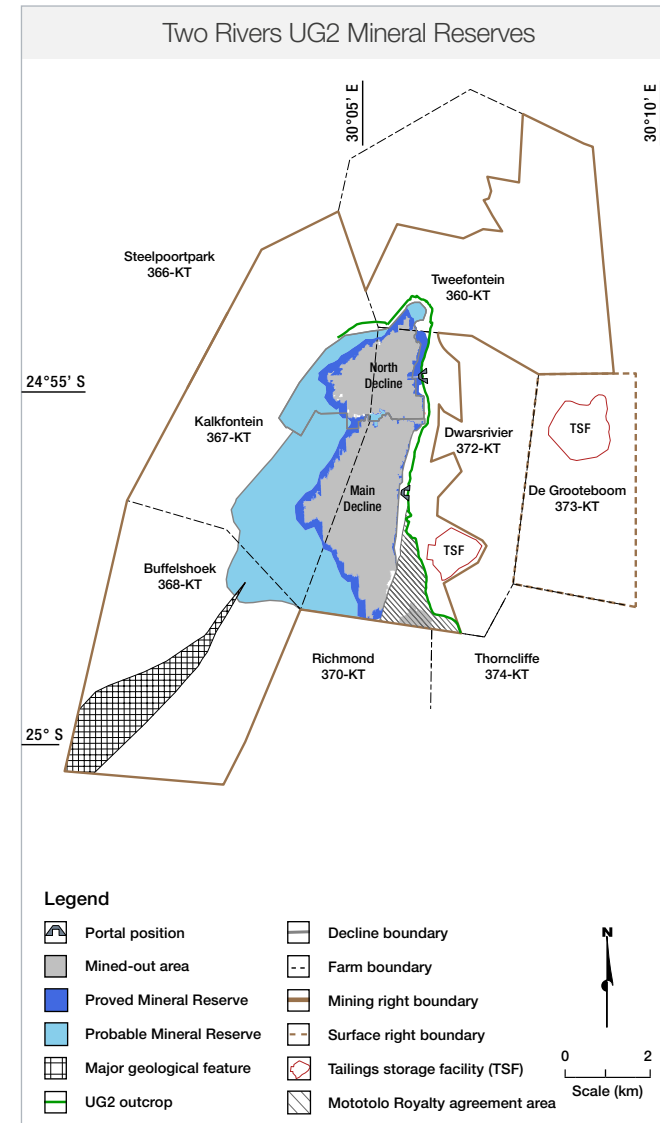 Two Rivers UG2 Mineral Reserves
30°05' E
30°10' E
Steelpoortpark
366-KT
Tweefontein
360-KT
North
Decline
24°55' S
Kalkfontein
367-KT
Dwarsrivier
372-KT
TSF
De Grooteboom
373-KT
Main
Decline
TSF
Buffelshoek
368-KT
Richmond
370-KT
Thorncliffe
374-KT
25° S
Legend
Portal position
Mined-out area
Proved Mineral Reserve
Probable Mineral Reserve
Major geological feature
UG2 outcrop
Decline boundary
Farm boundary
Mining right boundary
Surface right boundary
Tailings storage facility (TSF)
Mototolo Royalty agreement area
N
0 2
Scale (km)